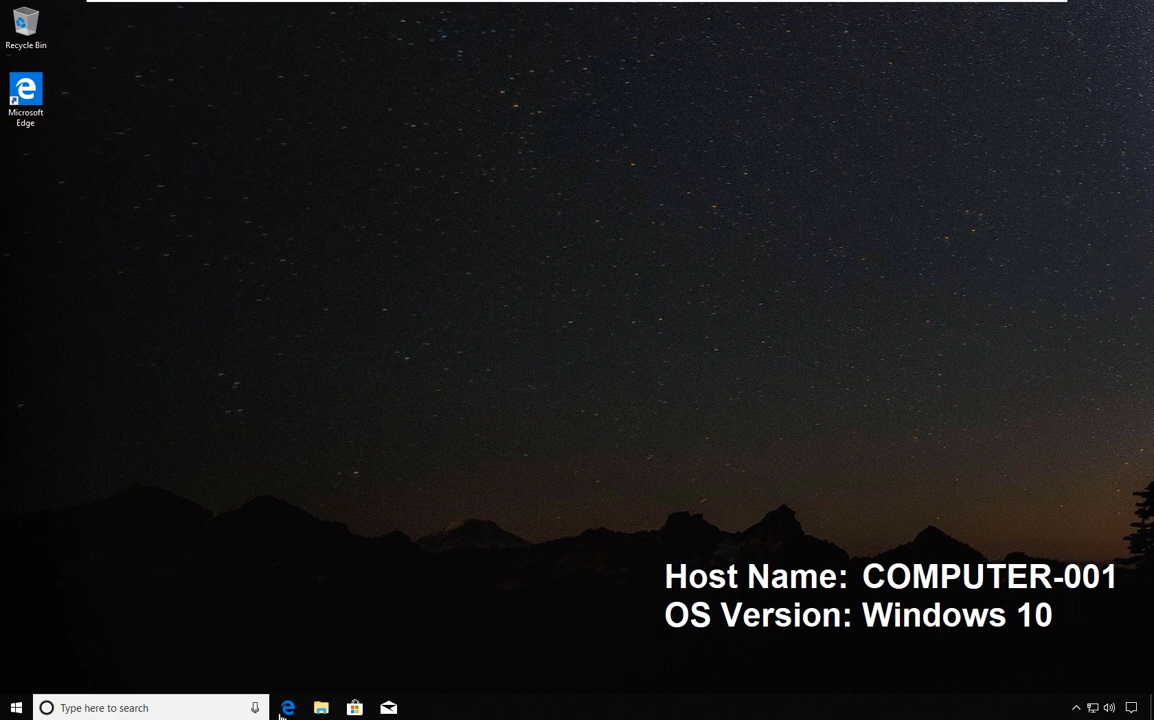 Recycle Bin
Microsoft
Edge
Host Name: COMPUTER-001
OS Version: Windows 10
Type here to search